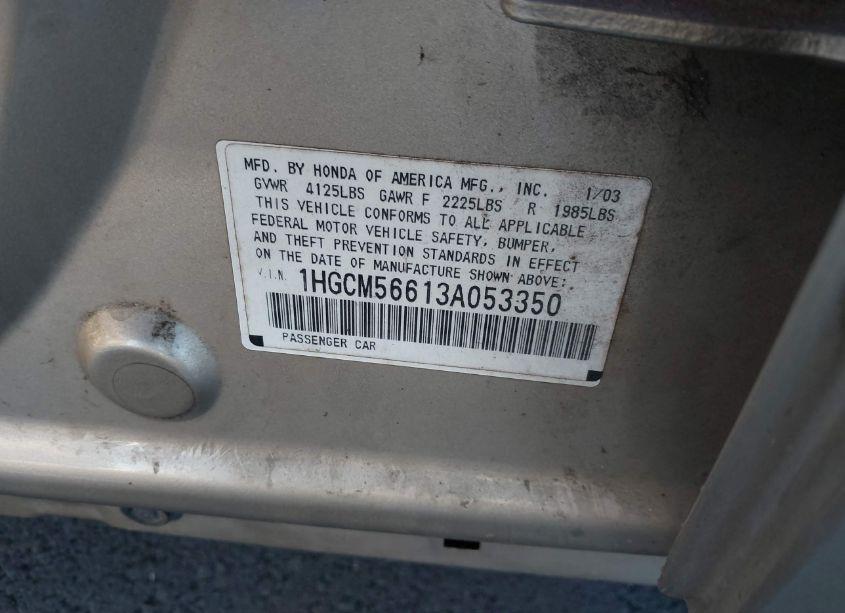 MFD. BY HONDA OF AMERICA MFG., INC. 1/03
GVWR 4125LBS GAWR F 2225LBS R 1985LBS
THIS VEHICLE CONFORMS TO ALL APPLICABLE
FEDERAL MOTOR VEHICLE SAFETY, BUMPER,
AND THEFT PREVENTION STANDARDS IN EFFECT
ON THE DATE OF MANUFACTURE SHOWN ABOVE:
V.I.N. 1HGCM56613A053350
PASSENGER CAR